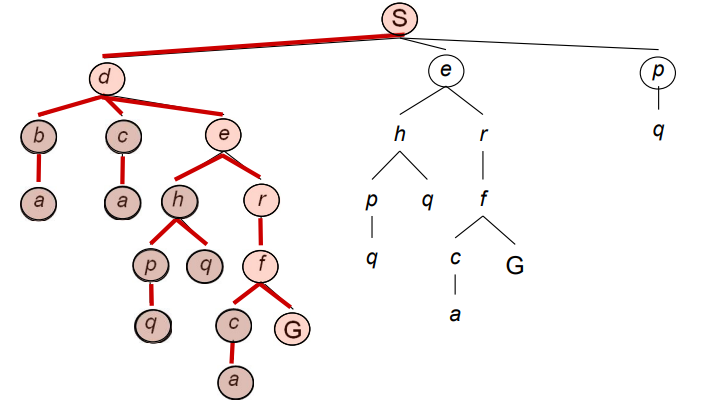 S
d e p
b c e h r q
a a h r p q f
p q f q c G
q c G a
a